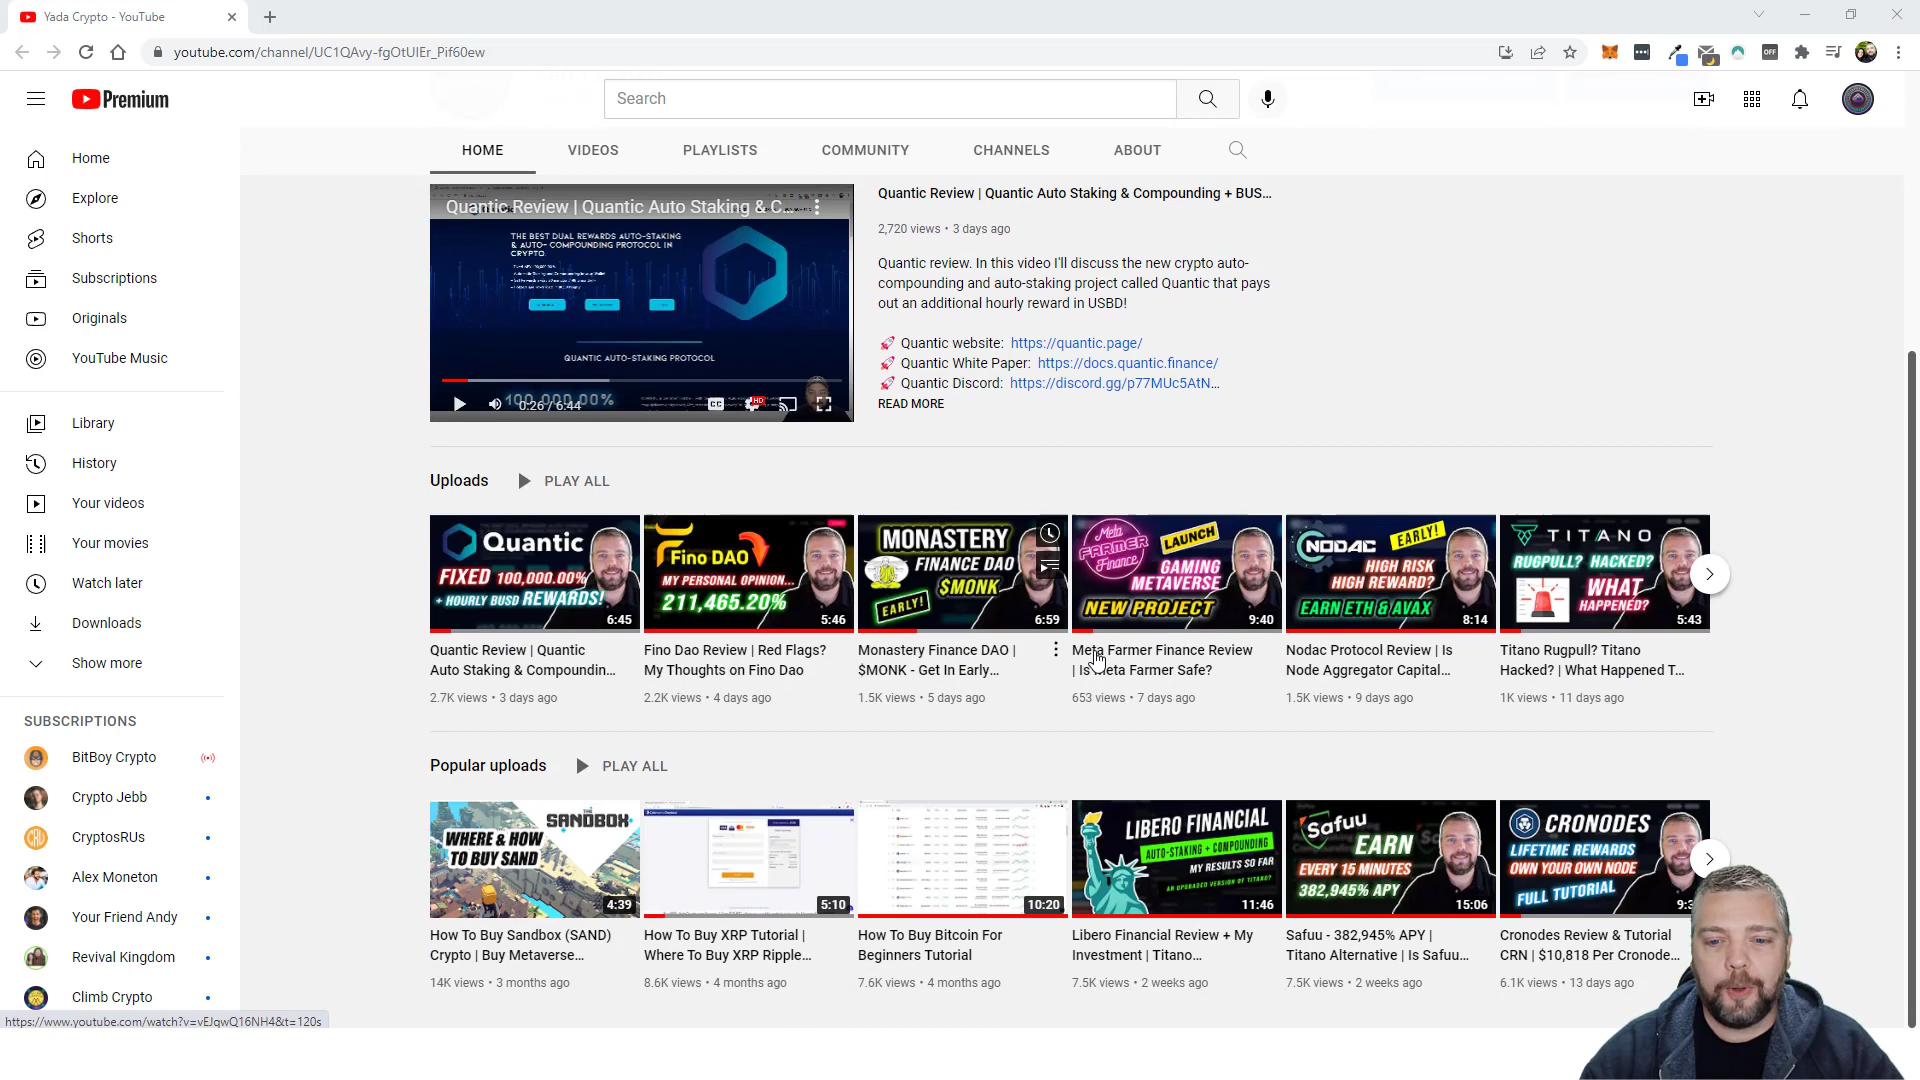 Yada Crypto - YouTube
youtube.com/channel/UC1QAvy-fgOtUIEr_Pif60ew
OFF
Premium
Search
HOME
VIDEOS
PLAYLISTS
COMMUNITY
CHANNELS
ABOUT
Home
Explore
Shorts
Subscriptions
Originals
YouTube Music
Library
History
Your videos
Your movies
Watch later
Downloads
Show more
SUBSCRIPTIONS
BitBoy Crypto
Crypto Jebb
CryptosRUs
Alex Moneton
Your Friend Andy
Revival Kingdom
Climb Crypto
https://www.youtube.com/watch?v=vEJqwQ16NH4&t=120s
Quantic Review | Quantic Auto Staking & C...
THE BEST DUAL REWARDS AUTO-STAKING
& AUTO- COMPOUNDING PROTOCOL IN
CRYPTO.
QUANTIC AUTO-STAKING PROTOCOL
100,000.00%
0:26 / 6:44
CC
HD
Quantic Review | Quantic Auto Staking & Compounding + BUS...
2,720 views • 3 days ago
Quantic review. In this video I'll discuss the new crypto auto-
compounding and auto-staking project called Quantic that pays
out an additional hourly reward in USBD!
🚀 Quantic website: https://quantic.page/
🚀 Quantic White Paper: https://docs.quantic.finance/
🚀 Quantic Discord: https://discord.gg/p77MUc5AtN...
READ MORE
Uploads
PLAY ALL
Quantic
FIXED 100,000.00%
+ HOURLY BUSD REWARDS!
6:45
Quantic Review | Quantic
Auto Staking & Compoundin...
2.7K views • 3 days ago
Fino DAO
MY PERSONAL OPINION...
211,465.20%
5:46
Fino Dao Review | Red Flags?
My Thoughts on Fino Dao
2.2K views • 4 days ago
MONASTERY
FINANCE DAO
$MONK
EARLY!
6:59
Monastery Finance DAO |
$MONK - Get In Early...
1.5K views • 5 days ago
Meta
FARMER
Finance
LAUNCH
GAMING
METAVERSE
NEW PROJECT
9:40
Meta Farmer Finance Review
| Is Meta Farmer Safe?
653 views • 7 days ago
NODAC
EARLY!
HIGH RISK
HIGH REWARD?
EARN ETH & AVAX
8:14
Nodac Protocol Review | Is
Node Aggregator Capital...
1.5K views • 9 days ago
TITANO
RUGPULL? HACKED?
WHAT
HAPPENED?
5:43
Titano Rugpull? Titano
Hacked? | What Happened T...
1K views • 11 days ago
Popular uploads
PLAY ALL
THE
SANDBOX
WHERE & HOW
TO BUY SAND
4:39
How To Buy Sandbox (SAND)
Crypto | Buy Metaverse...
14K views • 3 months ago
5:10
How To Buy XRP Tutorial |
Where To Buy XRP Ripple...
8.6K views • 4 months ago
10:20
How To Buy Bitcoin For
Beginners Tutorial
7.6K views • 4 months ago
LIBERO FINANCIAL
AUTO-STAKING + COMPOUNDING
MY RESULTS SO FAR
AN UPGRADED VERSION OF TITANO?
11:46
Libero Financial Review + My
Investment | Titano...
7.5K views • 2 weeks ago
Safuu
EARN
EVERY 15 MINUTES
382,945% APY
15:06
Safuu - 382,945% APY |
Titano Alternative | Is Safuu...
7.5K views • 2 weeks ago
CRONODES
LIFETIME REWARDS
OWN YOUR OWN NODE
FULL TUTORIAL
Cronodes Review & Tutorial
CRN | $10,818 Per Cronode...
6.1K views • 13 days ago